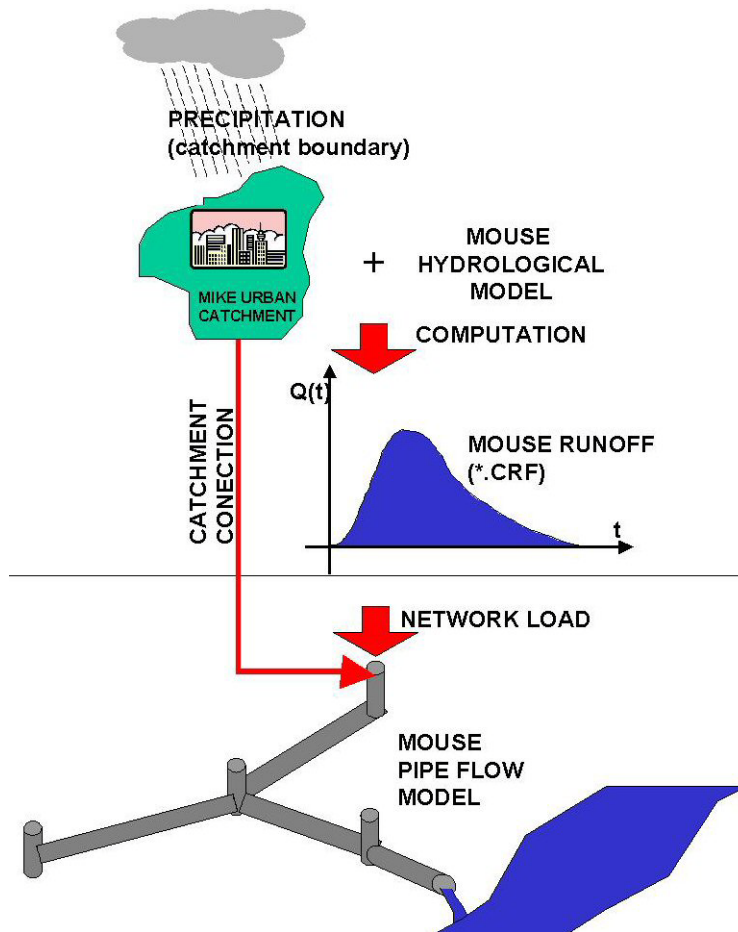 PRECIPITATION
(catchment boundary)
MIKE URBAN
CATCHMENT
+
MOUSE
HYDROLOGICAL
MODEL
COMPUTATION
Q(t)
MOUSE RUNOFF
(*.CRF)
t
CATCHMENT
CONECTION
NETWORK LOAD
MOUSE
PIPE FLOW
MODEL